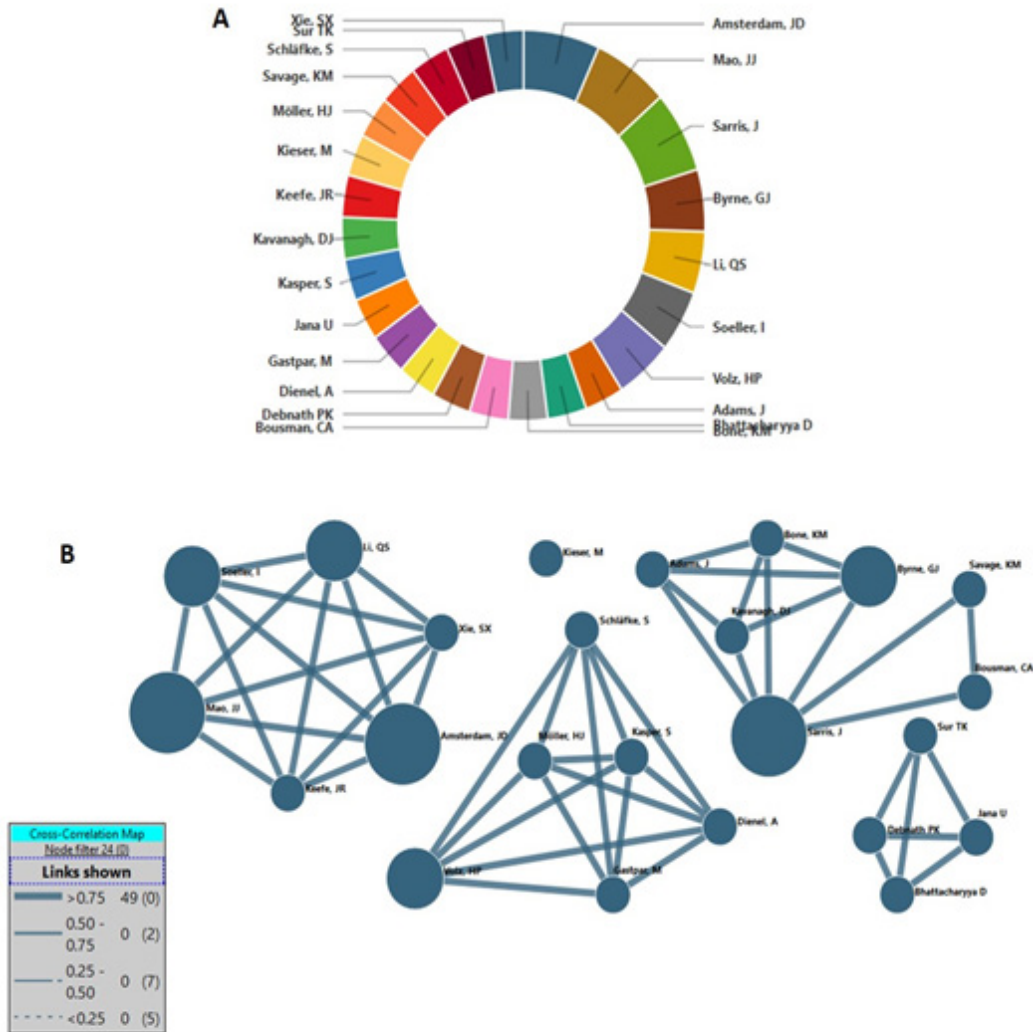 A
Xie, SX
Sur TK
Schläfke, S
Savage, KM
Möller, HJ
Kieser, M
Keefe, JR
Kavanagh, DJ
Kasper, S
Jana U
Gastpar, M
Dienel, A
Debnath PK
Bousman, CA
Amsterdam, JD
Mao, JJ
Sarris, J
Byrne, GJ
Li, QS
Soeller, I
Volz, HP
Adams, J
Bhattacharyya D
Bone, KM
B
Li, QS
Soeller, I
Xie, SX
Mao, JJ
Amsterdam, JD
Keefe, JR
Kieser, M
Schläfke, S
Möller, HJ
Kasper, S
Dienel, A
Volz, HP
Gastpar, M
Bone, KM
Adams, J
Byrne, GJ
Savage, KM
Kavanagh, DJ
Bousman, CA
Sarris, J
Sur TK
Debnath PK
Jana U
Bhattacharyya D
Cross-Correlation Map
Node filter 24 (0)
Links shown
>0.75 49 (0)
0.50 -
0.75 0 (2)
0.25 -
0.50 0 (7)
<0.25 0 (5)